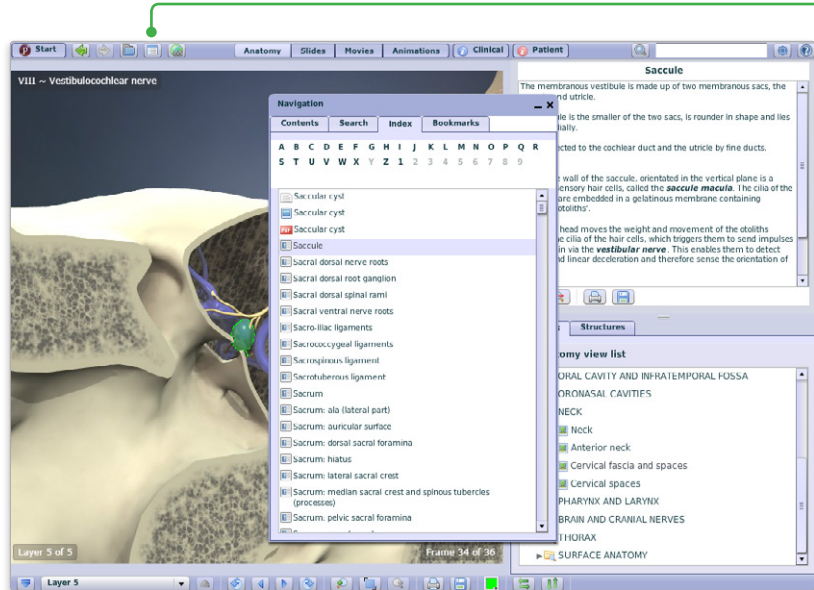 Start
Anatomy Slides Movies Animations Clinical Patient
VIII ~ Vestibulocochlear nerve
Navigation
Contents Search Index Bookmarks
A B C D E F G H I J K L M N O P Q R
S T U V W X Y Z 1 2 3 4 5 6 7 8 9
Saccular cyst
Saccular cyst
PDF Saccular cyst
Saccule
Sacral dorsal nerve roots
Sacral dorsal root ganglion
Sacral dorsal spinal rami
Sacral ventral nerve roots
Sacro-iliac ligaments
Sacrococcygeal ligaments
Sacrospinous ligament
Sacrotuberous ligament
Sacrum
Sacrum: ala (lateral part)
Sacrum: auricular surface
Sacrum: dorsal sacral foramina
Sacrum: hiatus
Sacrum: lateral sacral crest
Sacrum: median sacral crest and spinous tubercles
(processes)
Sacrum: pelvic sacral foramina
Saccule
The membranous vestibule is made up of two membranous sacs, the
nd utricle.
le is the smaller of the two sacs, is rounder in shape and lies
ially.
ected to the cochlear duct and the utricle by fine ducts.
wall of the saccule, orientated in the vertical plane is a
ensory hair cells, called the saccule macula. The cilia of the
are embedded in a gelatinous membrane containing
otoliths'.
head moves the weight and movement of the otoliths
e cilia of the hair cells, which triggers them to send impulses
in via the vestibular nerve. This enables them to detect
d linear deceleration and therefore sense the orientation of
Structures
omy view list
ORAL CAVITY AND INFRATEMPORAL FOSSA
ORONASAL CAVITIES
NECK
Neck
Anterior neck
Cervical fascia and spaces
Cervical spaces
PHARYNX AND LARYNX
BRAIN AND CRANIAL NERVES
THORAX
SURFACE ANATOMY
Layer 5 of 5
Frame 34 of 36
Layer 5